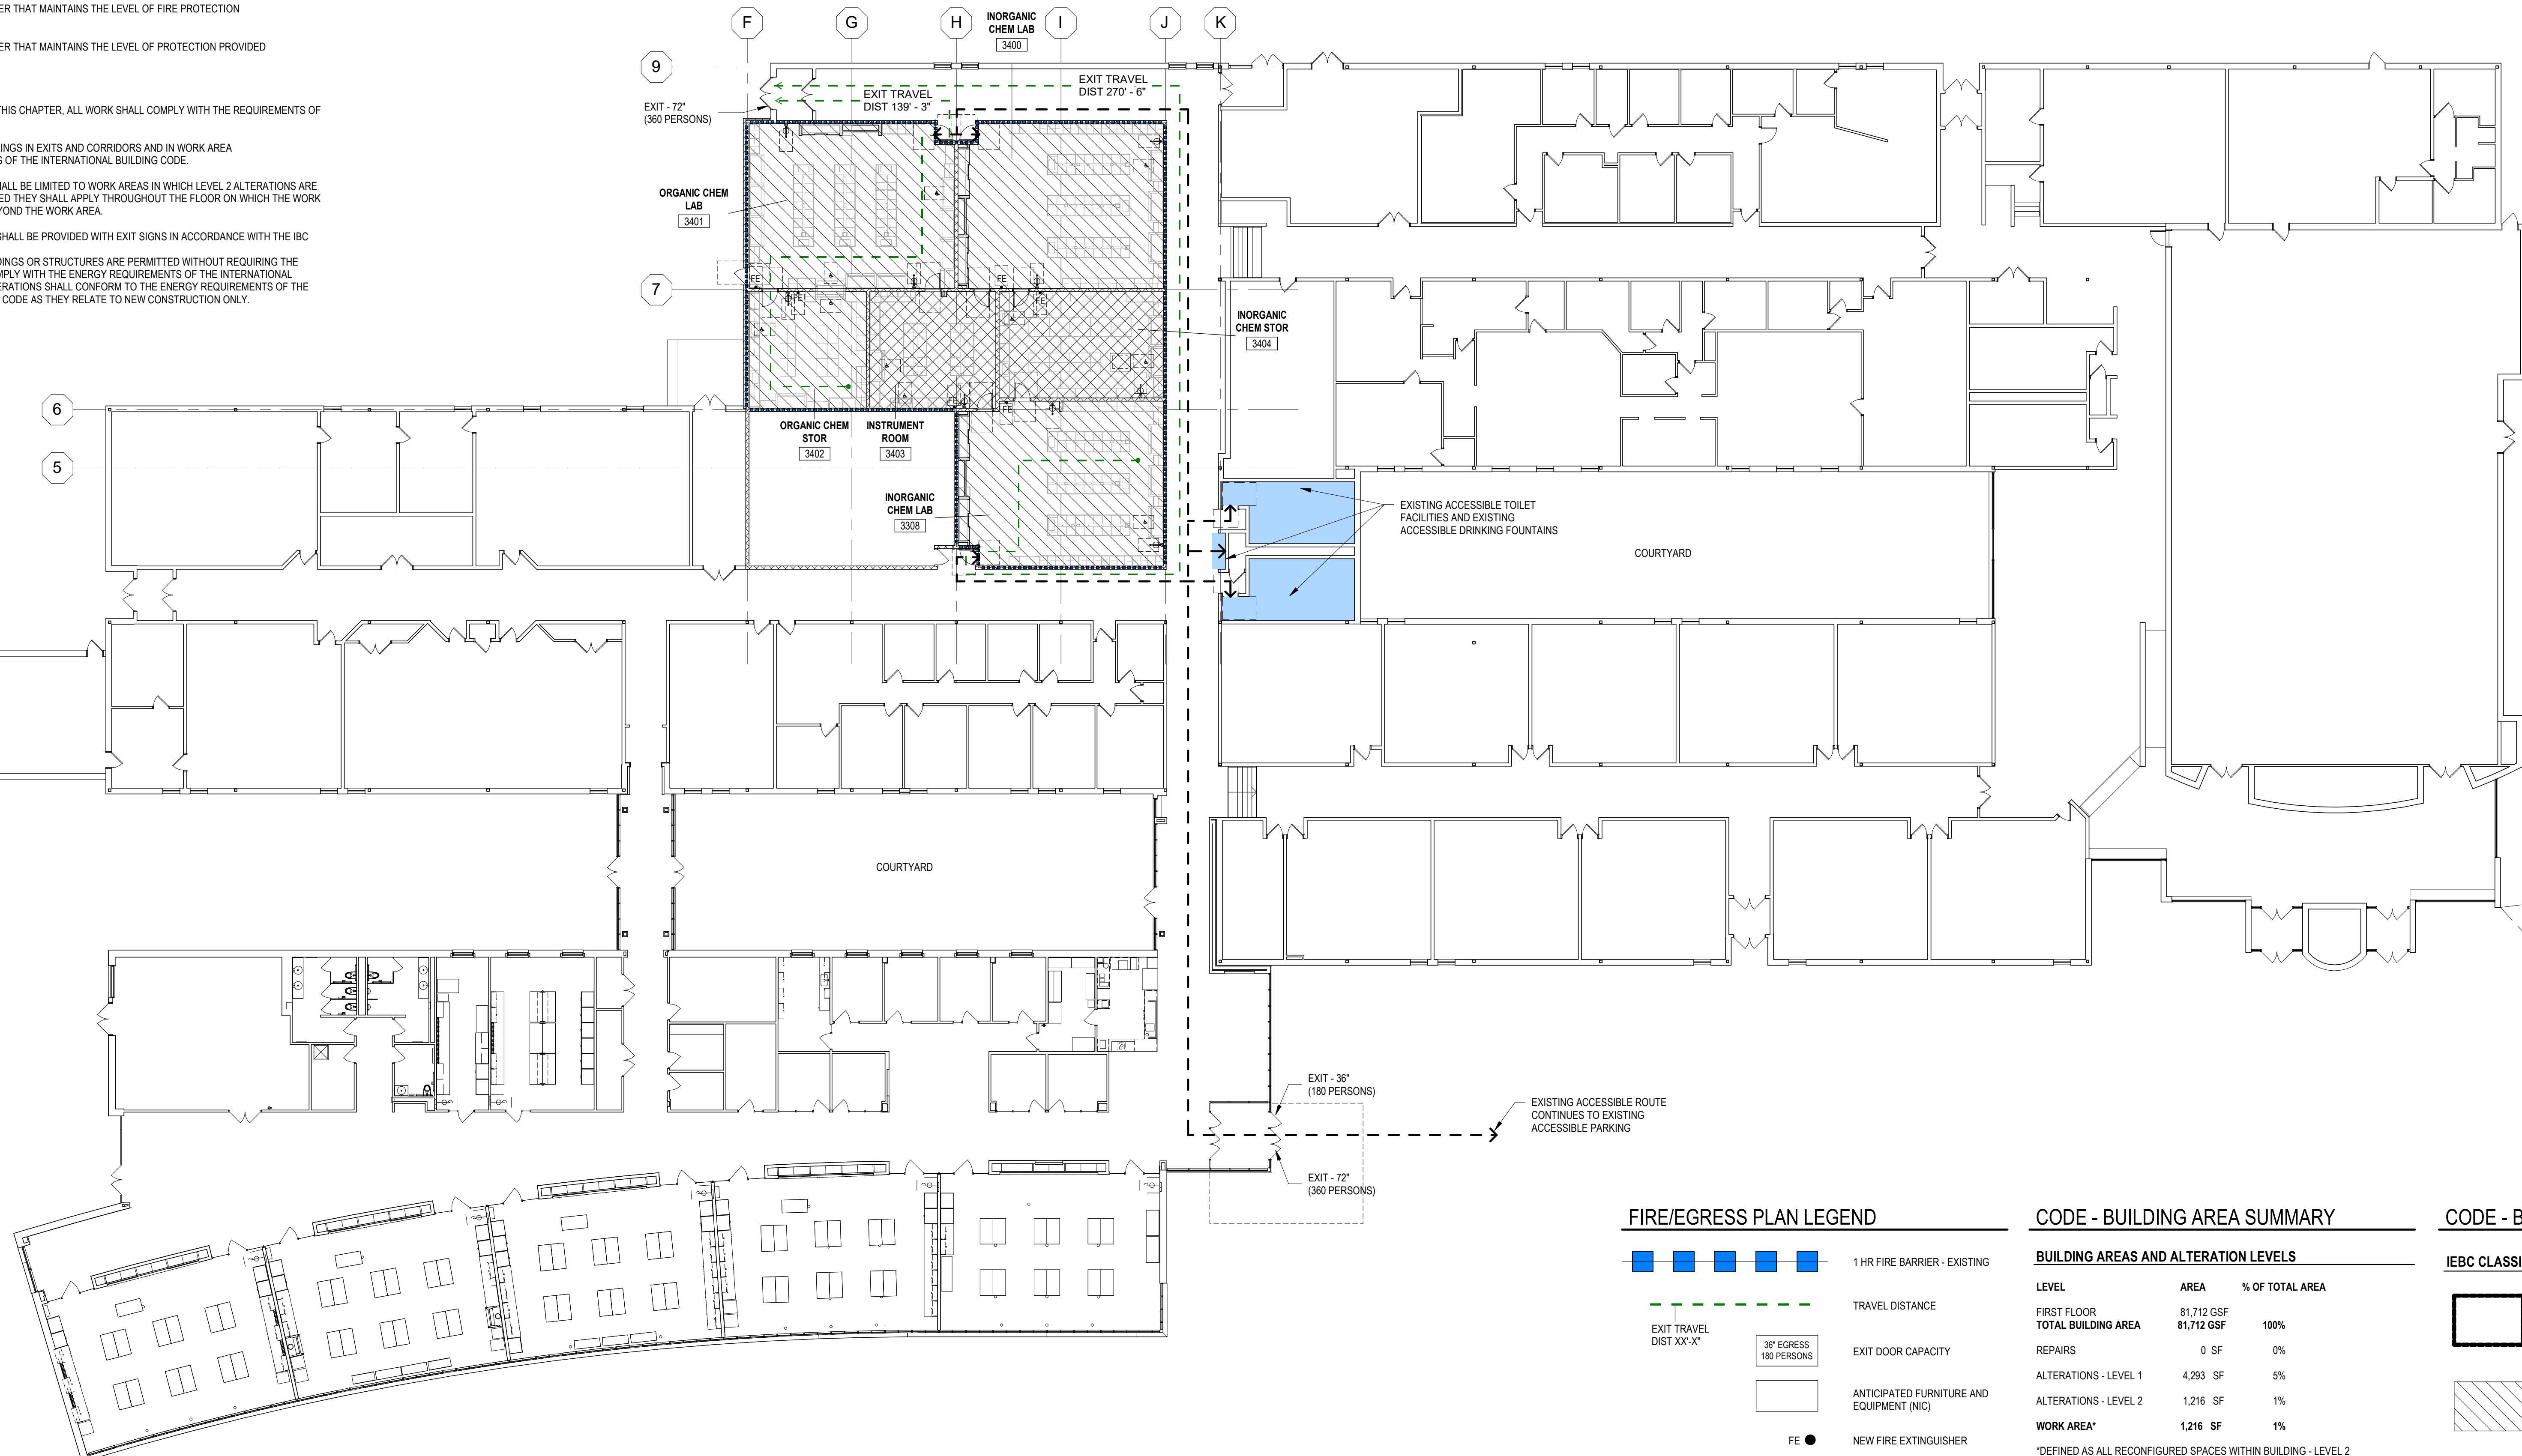 ER THAT MAINTAINS THE LEVEL OF FIRE PROTECTION
ER THAT MAINTAINS THE LEVEL OF PROTECTION PROVIDED
THIS CHAPTER, ALL WORK SHALL COMPLY WITH THE REQUIREMENTS OF
INGS IN EXITS AND CORRIDORS AND IN WORK AREA
S OF THE INTERNATIONAL BUILDING CODE.
HALL BE LIMITED TO WORK AREAS IN WHICH LEVEL 2 ALTERATIONS ARE
ED THEY SHALL APPLY THROUGHOUT THE FLOOR ON WHICH THE WORK
YOND THE WORK AREA.
SHALL BE PROVIDED WITH EXIT SIGNS IN ACCORDANCE WITH THE IBC
DINGS OR STRUCTURES ARE PERMITTED WITHOUT REQUIRING THE
MPLY WITH THE ENERGY REQUIREMENTS OF THE INTERNATIONAL
ERATIONS SHALL CONFORM TO THE ENERGY REQUIREMENTS OF THE
CODE AS THEY RELATE TO NEW CONSTRUCTION ONLY.
F
G
H
I
J
K
9
7
6
5
INORGANIC
CHEM LAB
3400
EXIT TRAVEL
DIST 270' - 6"
EXIT TRAVEL
DIST 139' - 3"
EXIT - 72"
(360 PERSONS)
ORGANIC CHEM
LAB
3401
FE
FE
FE
FE
INORGANIC
CHEM STOR
3404
FE
FE
ORGANIC CHEM
STOR
3402
INSTRUMENT
ROOM
3403
INORGANIC
CHEM LAB
3308
EXISTING ACCESSIBLE TOILET
FACILITIES AND EXISTING
ACCESSIBLE DRINKING FOUNTAINS
COURTYARD
COURTYARD
EXIT - 36"
(180 PERSONS)
EXISTING ACCESSIBLE ROUTE
CONTINUES TO EXISTING
ACCESSIBLE PARKING
EXIT - 72"
(360 PERSONS)
FIRE/EGRESS PLAN LEGEND
1 HR FIRE BARRIER - EXISTING
TRAVEL DISTANCE
EXIT TRAVEL
DIST XX'-X"
36" EGRESS
180 PERSONS
EXIT DOOR CAPACITY
ANTICIPATED FURNITURE AND
EQUIPMENT (NIC)
FE
NEW FIRE EXTINGUISHER
CODE - BUILDING AREA SUMMARY
BUILDING AREAS AND ALTERATION LEVELS
LEVEL AREA % OF TOTAL AREA
FIRST FLOOR 81,712 GSF
TOTAL BUILDING AREA 81,712 GSF 100%
REPAIRS 0 SF 0%
ALTERATIONS - LEVEL 1 4,293 SF 5%
ALTERATIONS - LEVEL 2 1,216 SF 1%
WORK AREA* 1,216 SF 1%
*DEFINED AS ALL RECONFIGURED SPACES WITHIN BUILDING - LEVEL 2
CODE - B
IEBC CLASSI